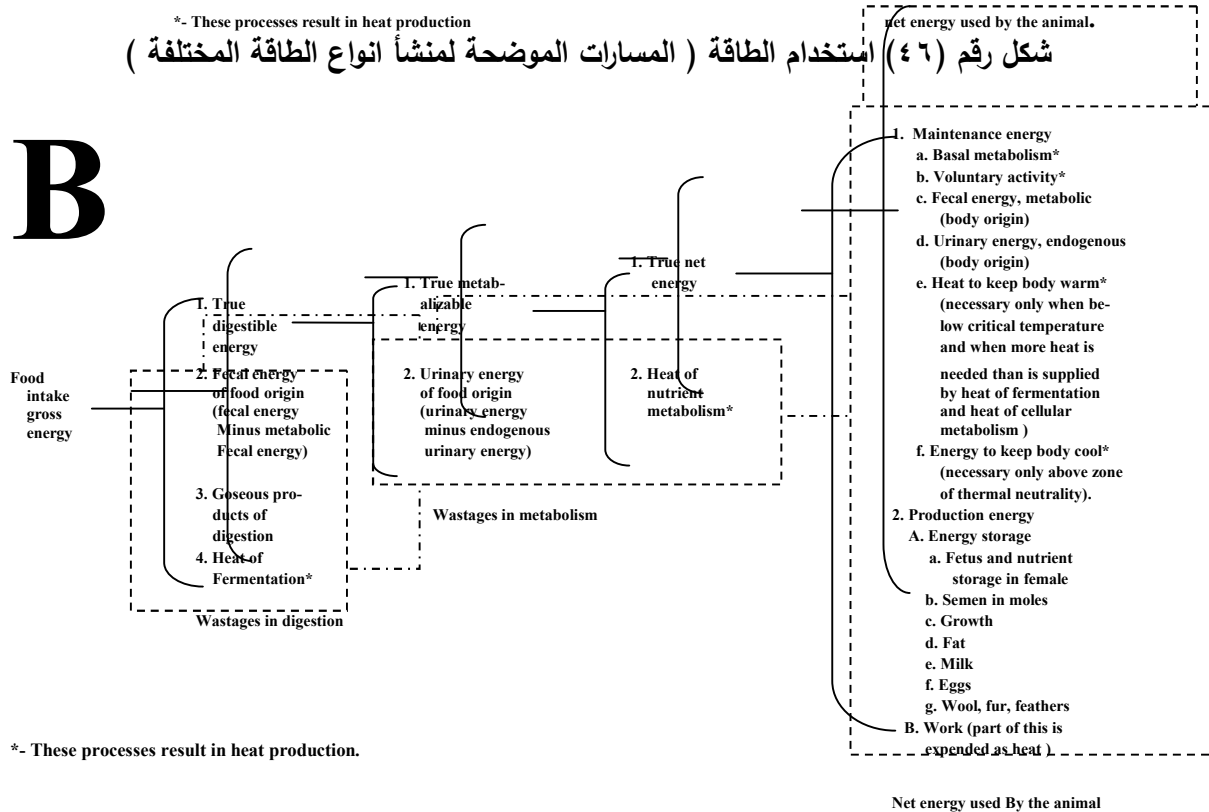 *- These processes result in heat production
net energy used by the animal.
شكل رقم (٤٦) استخدام الطاقة ( المسارات الموضحة لمنشأ انواع الطاقة المختلفة )
B
Food
intake
gross
energy
1. True
digestible
energy
2. Fecal energy
of food origin
(fecal energy
Minus metabolic
Fecal energy)
3. Goseous pro-
ducts of
digestion
4. Heat of
Fermentation*
Wastages in digestion
1. True metab-
alizable
energy
2. Urinary energy
of food origin
(urinary energy
minus endogenous
urinary energy)
Wastages in metabolism
1. True net
energy
2. Heat of
nutrient
metabolism*
1. Maintenance energy
a. Basal metabolism*
b. Voluntary activity*
c. Fecal energy, metabolic
(body origin)
d. Urinary energy, endogenous
(body origin)
e. Heat to keep body warm*
(necessary only when be-
low critical temperature
and when more heat is
needed than is supplied
by heat of fermentation
and heat of cellular
metabolism )
f. Energy to keep body cool*
(necessary only above zone
of thermal neutrality).
2. Production energy
A. Energy storage
a. Fetus and nutrient
storage in female
b. Semen in moles
c. Growth
d. Fat
e. Milk
f. Eggs
g. Wool, fur, feathers
B. Work (part of this is
expended as heat )
*- These processes result in heat production.
Net energy used By the animal